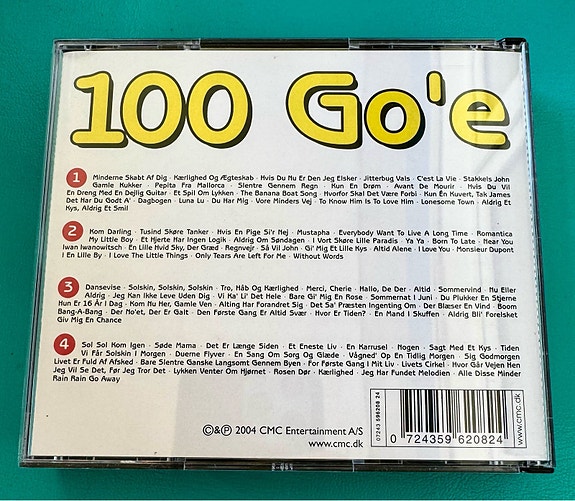 100 Go'e
1
Minderne Skabt Af Dig · Kærlighed Og Ægteskab · Hvis Du Nu Er Den Jeg Elsker · Jitterbug Vals · C'est La Vie · Stakkels John
Gamle Kukker · Pepita Fra Mallorca · Slentre Gennem Regn · Kun En Drøm · Avant De Mourir · Hvis Du Vil
En Dreng Med En Dejlig Guitar · Et Spil Om Lykken · The Banana Boat Song · Hvorfor Skal Det Være Forbi · Kun Én Kuvert, Tak James
Det Har Du Godt A' · Dagbogen · Luna Lu · Du Har Mig · Vore Minders Vej · To Know Him Is To Love Him · Lonesome Town · Aldrig Et
Kys, Aldrig Et Smil
2
Kom Darling · Tusind Skøre Tanker · Hvis En Pige Si'r Nej · Mustapha · Everybody Want To Live A Long Time · Romantica
My Little Boy · Et Hjerte Har Ingen Logik · Aldrig Om Søndagen · I Vort Skøre Lille Paradis · Ya Ya · Born To Late · Hear You
Iwan Iwanowitsch · En Lille Hvid Sky, Der Græd · Regnvejr · Så Vil John · Gi' Mig Et Lille Kys · Altid Alene · I Love You · Monsieur Dupont
I En Lille By · I Love The Little Things · Only Tears Are Left For Me · Without Words
3
Dansevise · Solskin, Solskin, Solskin · Tro, Håb Og Kærlighed · Merci, Cherie · Hallo, De Der · Altid · Sommervind · Nu Eller
Aldrig · Jeg Kan Ikke Leve Uden Dig · Vi Ka' Li' Det Hele · Bare Gi' Mig En Rose · Sommernat I Juni · Du Plukker En Stjerne
Hun Er 16 År I Dag · Kom Nu Her, Gamle Ven · Alting Har Forandret Sig · Det Sa' Præsten Ingenting Om · Der Blæser En Vind · Boom
Bang-A-Bang · Der No'et, Der Er Galt · Den Første Gang Er Altid Svær · Hvor Er Tiden? · En Mand I Skuffen · Aldrig Bli' Forelsket
Giv Mig En Chance
4
Sol Sol Kom Igen · Søde Mama · Det Er Længe Siden · Et Eneste Liv · En Karrusel · Nogen · Sagt Med Et Kys · Tiden
Vi Får Solskin I Morgen · Duerne Flyver · En Sang Om Sorg Og Glæde · Vågned' Op En Tidlig Morgen · Sig Godmorgen
Livet Er Fuld Af Afsked · Bare Slentre Ganske Langsomt Gennem Byen · For Første Gang I Mit Liv · Livets Cirkel · Hvor Går Vejen Hen
Jeg Vil Se Det, Før Jeg Tror Det · Lykken Venter Om Hjørnet · Rosen Dør · Kærlighed · Jeg Har Fundet Melodien · Alle Disse Minder
Rain Rain Go Away
©&℗ 2004 CMC Entertainment A/S
www.cmc.dk
07243 596208 24
0 724359 620824
www.cmc.dk